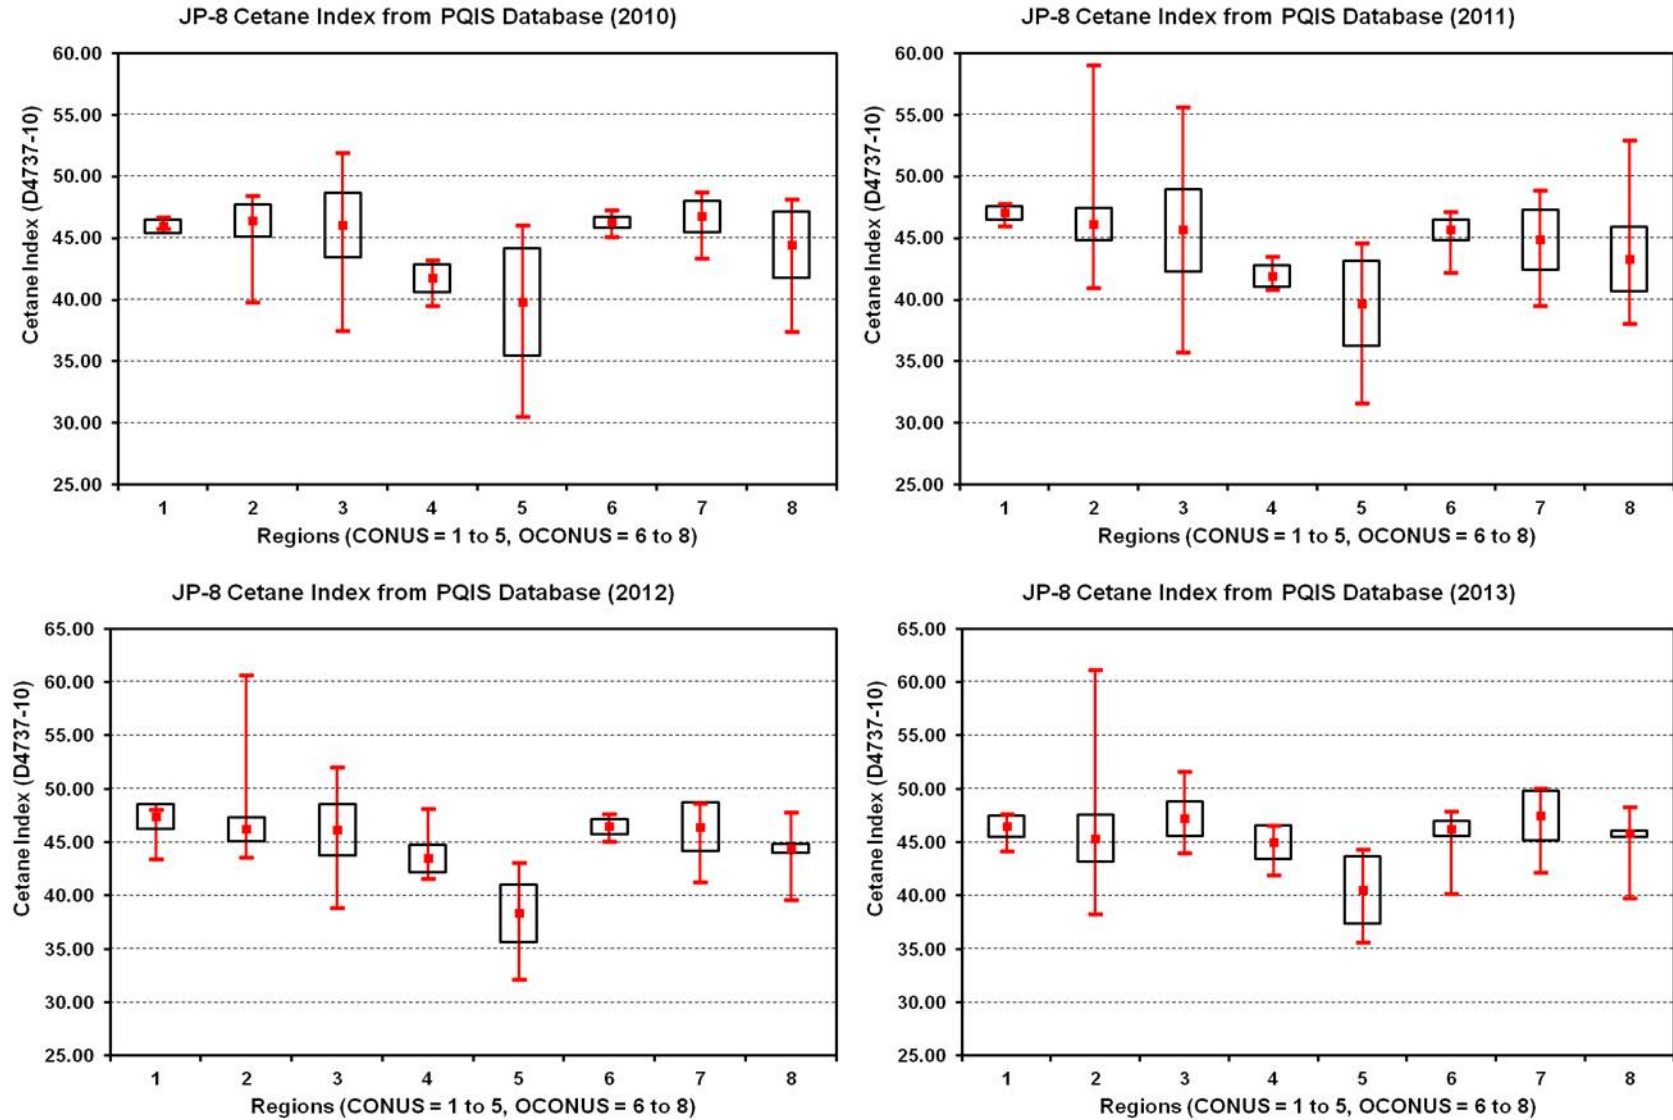 JP-8 Cetane Index from PQIS Database (2010)
Cetane Index (D4737-10)
60.00
55.00
50.00
45.00
40.00
35.00
30.00
25.00
1 2 3 4 5 6 7 8
Regions (CONUS = 1 to 5, OCONUS = 6 to 8)
JP-8 Cetane Index from PQIS Database (2011)
Cetane Index (D4737-10)
60.00
55.00
50.00
45.00
40.00
35.00
30.00
25.00
1 2 3 4 5 6 7 8
Regions (CONUS = 1 to 5, OCONUS = 6 to 8)
JP-8 Cetane Index from PQIS Database (2012)
Cetane Index (D4737-10)
65.00
60.00
55.00
50.00
45.00
40.00
35.00
30.00
25.00
1 2 3 4 5 6 7 8
Regions (CONUS = 1 to 5, OCONUS = 6 to 8)
JP-8 Cetane Index from PQIS Database (2013)
Cetane Index (D4737-10)
65.00
60.00
55.00
50.00
45.00
40.00
35.00
30.00
25.00
1 2 3 4 5 6 7 8
Regions (CONUS = 1 to 5, OCONUS = 6 to 8)